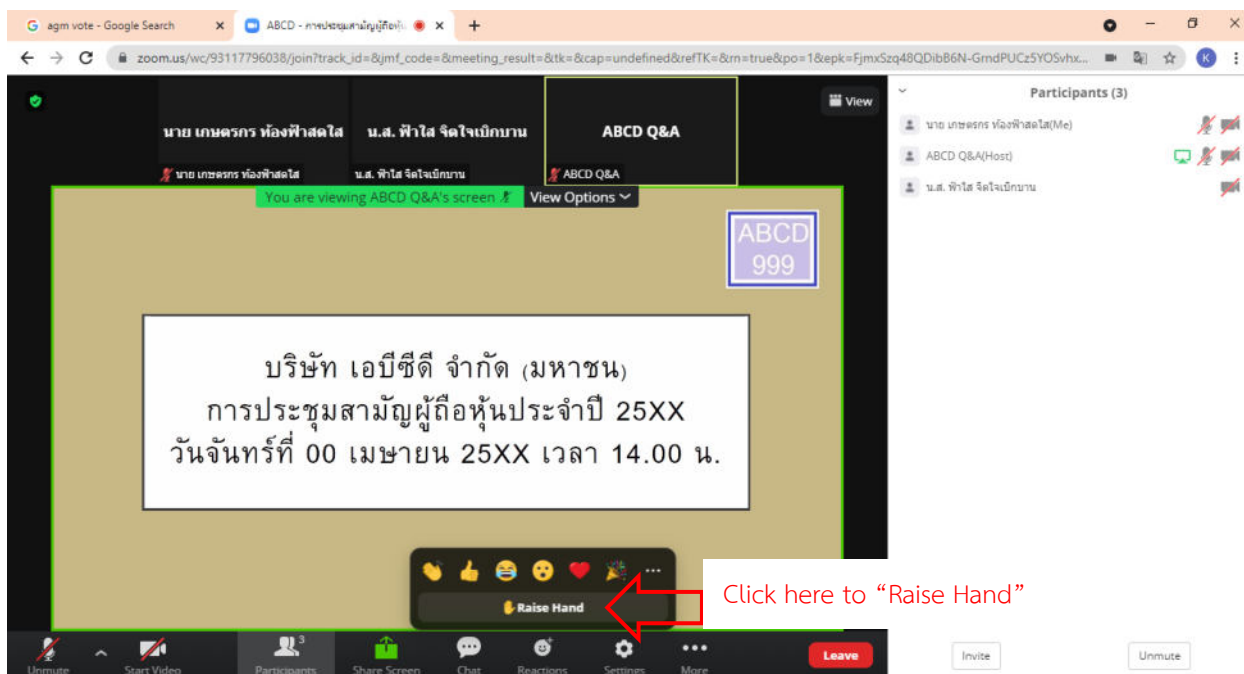 agm vote - Google Search
ABCD - การประชุมสามัญผู้ถือหุ้น
zoom.us/wc/93117796038/join?track_id=&jmf_code=&meeting_result=&tk=&cap=undefined&refTK=&rn=true&po=1&epk=FjmxSzq48QDibB6N-GrndPUCz5YOSvhx...
K
View
Participants (3)
นาย เกษตรกร ท้องฟ้าสดใส
น.ส. ฟ้าใส จิตใจเบิกบาน
ABCD Q&A
นาย เกษตรกร ท้องฟ้าสดใส
น.ส. ฟ้าใส จิตใจเบิกบาน
ABCD Q&A
นาย เกษตรกร ท้องฟ้าสดใส(Me)
ABCD Q&A(Host)
น.ส. ฟ้าใส จิตใจเบิกบาน
You are viewing ABCD Q&A's screen
View Options
ABCD
999
บริษัท เอบีซีดี จำกัด (มหาชน)
การประชุมสามัญผู้ถือหุ้นประจำปี 25XX
วันจันทร์ที่ 00 เมษายน 25XX เวลา 14.00 น.
Raise Hand
Click here to “Raise Hand”
Unmute
Start Video
3
Participants
Share Screen
Chat
Reactions
Settings
More
Leave
Invite
Unmute